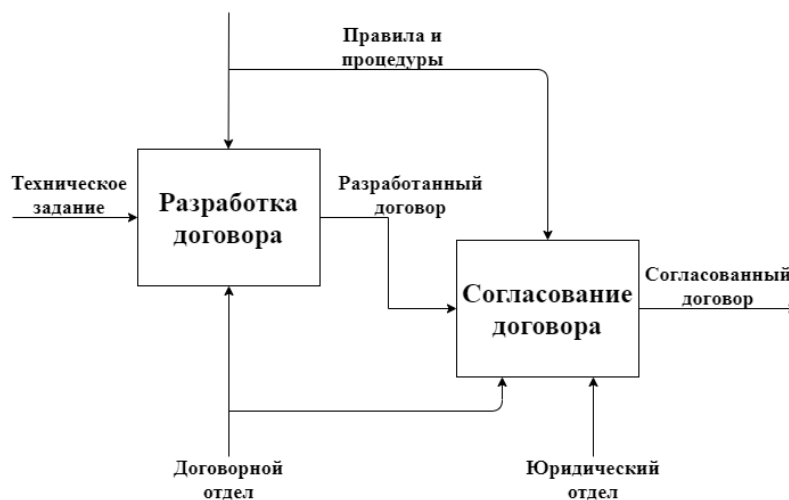 Правила и
процедуры
Техническое
задание
Разработка
договора
Разработанный
договор
Согласование
договора
Согласованный
договор
Договорной
отдел
Юридический
отдел